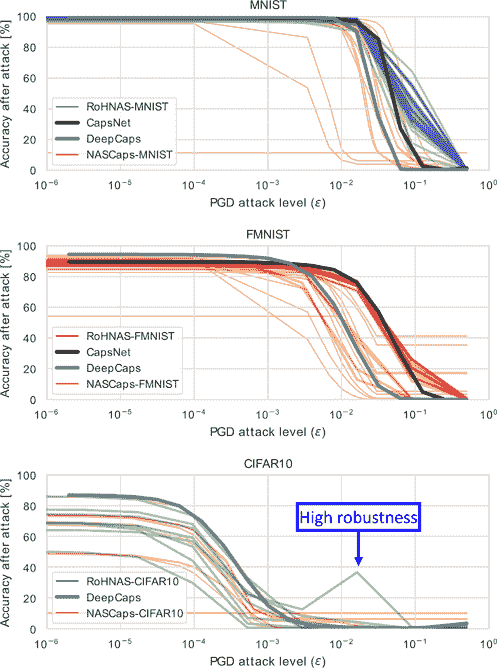 MNIST
Accuracy after attack [%]
100
80
60
40
20
0
RoHNAS-MNIST
CapsNet
DeepCaps
NASCaps-MNIST
10⁻⁶ 10⁻⁵ 10⁻⁴ 10⁻³ 10⁻² 10⁻¹ 10⁰
PGD attack level (ε)
FMNIST
Accuracy after attack [%]
100
80
60
40
20
0
RoHNAS-FMNIST
CapsNet
DeepCaps
NASCaps-FMNIST
10⁻⁶ 10⁻⁵ 10⁻⁴ 10⁻³ 10⁻² 10⁻¹ 10⁰
PGD attack level (ε)
CIFAR10
Accuracy after attack [%]
100
80
60
40
20
0
High robustness
RoHNAS-CIFAR10
DeepCaps
NASCaps-CIFAR10
10⁻⁶ 10⁻⁵ 10⁻⁴ 10⁻³ 10⁻² 10⁻¹ 10⁰
PGD attack level (ε)